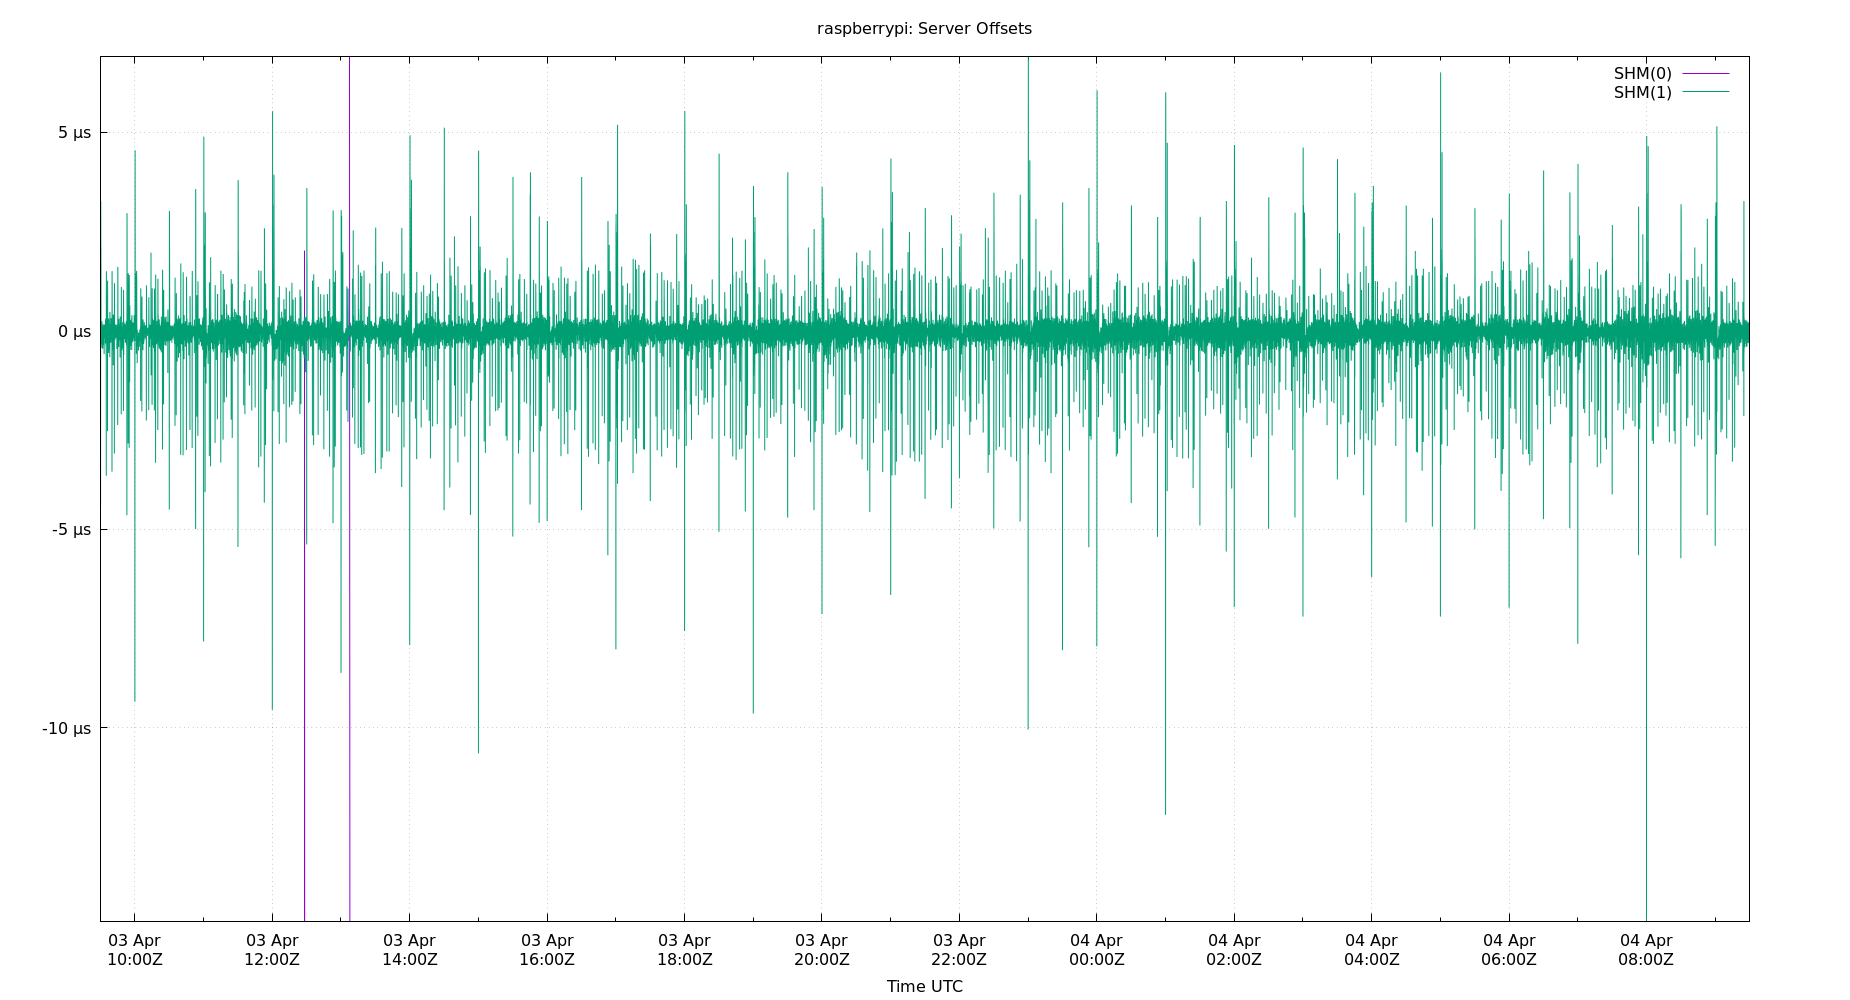 raspberrypi: Server Offsets
SHM(0)
SHM(1)
5 µs
0 µs
-5 µs
-10 µs
03 Apr 03 Apr 03 Apr 03 Apr 03 Apr 03 Apr 03 Apr 04 Apr 04 Apr 04 Apr 04 Apr 04 Apr
10:00Z 12:00Z 14:00Z 16:00Z 18:00Z 20:00Z 22:00Z 00:00Z 02:00Z 04:00Z 06:00Z 08:00Z
Time UTC